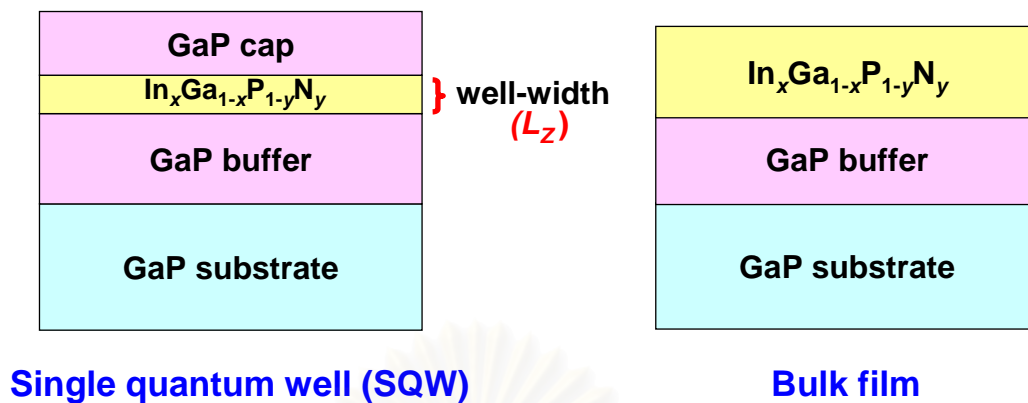 GaP cap
InₓGa₁₋ₓP₁₋yNy
} well-width
(L_Z)
GaP buffer
GaP substrate
Single quantum well (SQW)
InₓGa₁₋ₓP₁₋yNy
GaP buffer
GaP substrate
Bulk film